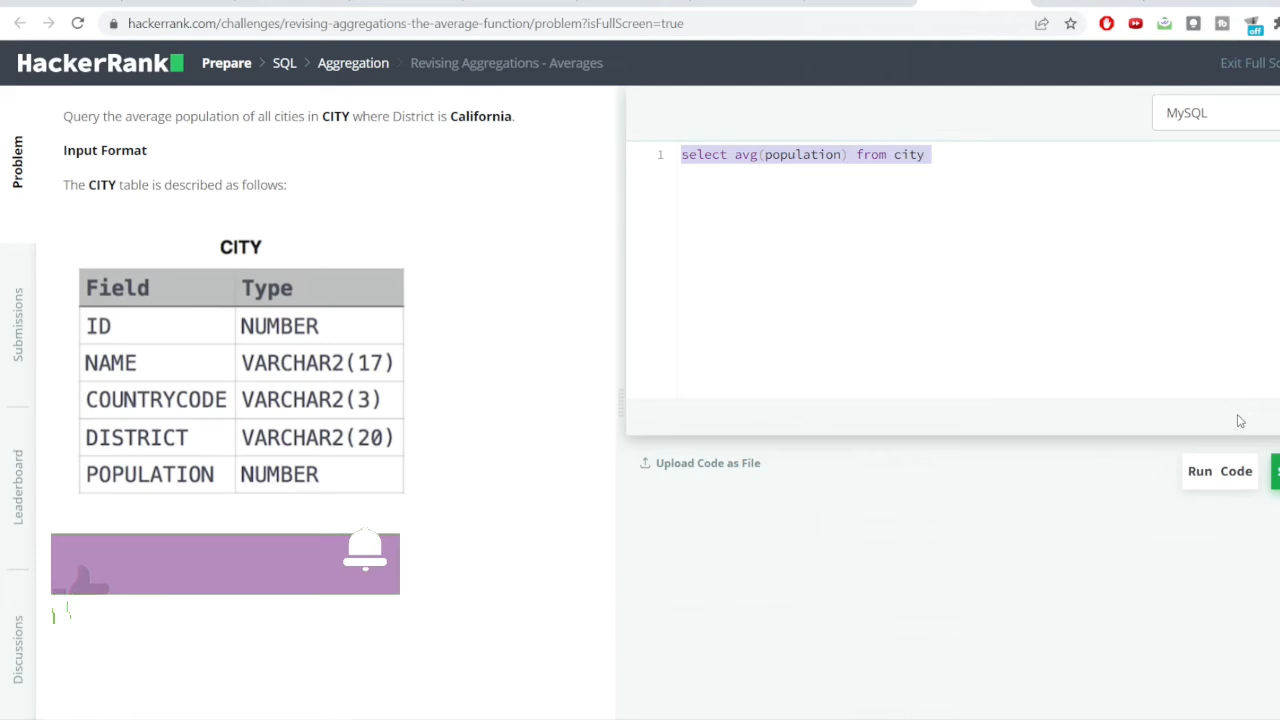 hackerrank.com/challenges/revising-aggregations-the-average-function/problem?isFullScreen=true
off
HackerRank
Prepare > SQL > Aggregation > Revising Aggregations - Averages
Exit Full Sc
Problem
Submissions
Leaderboard
Discussions
Query the average population of all cities in CITY where District is California.
Input Format
The CITY table is described as follows:
CITY
Field Type
ID NUMBER
NAME VARCHAR2(17)
COUNTRYCODE VARCHAR2(3)
DISTRICT VARCHAR2(20)
POPULATION NUMBER
MySQL
1 select avg(population) from city
Upload Code as File
Run Code